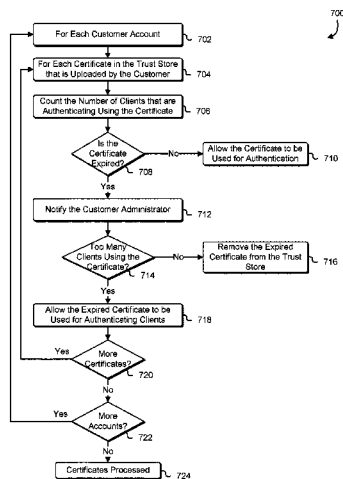 700
For Each Customer Account
702
For Each Certificate in the Trust Store
that is Uploaded by the Customer
704
Count the Number of Clients that are
Authenticating Using the Certificate
706
Is the
Certificate
Expired?
708
No
Allow the Certificate to be
Used for Authentication
710
Yes
Notify the Customer Administrator
712
Too Many
Clients Using the
Certificate?
714
No
Remove the Expired
Certificate from the Trust
Store
716
Yes
Allow the Expired Certificate to be
Used for Authenticating Clients
718
Yes
More
Certificates?
720
No
Yes
More
Accounts?
722
No
Certificates Processed
724